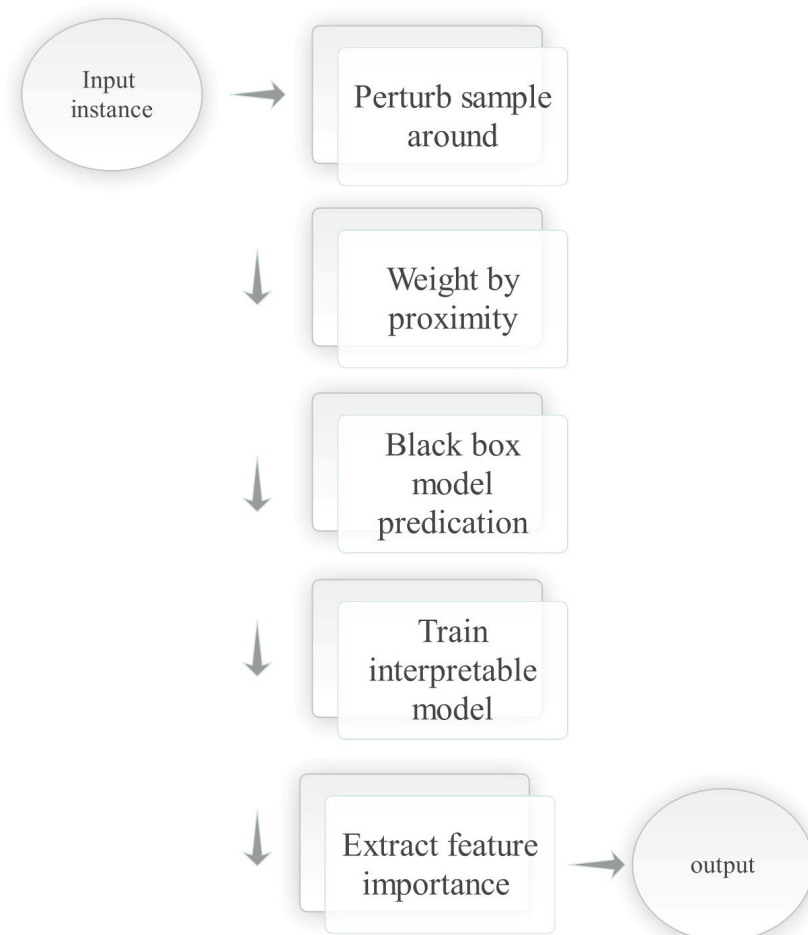 Input
instance
Perturb sample
around
Weight by
proximity
Black box
model
predication
Train
interpretable
model
Extract feature
importance
output